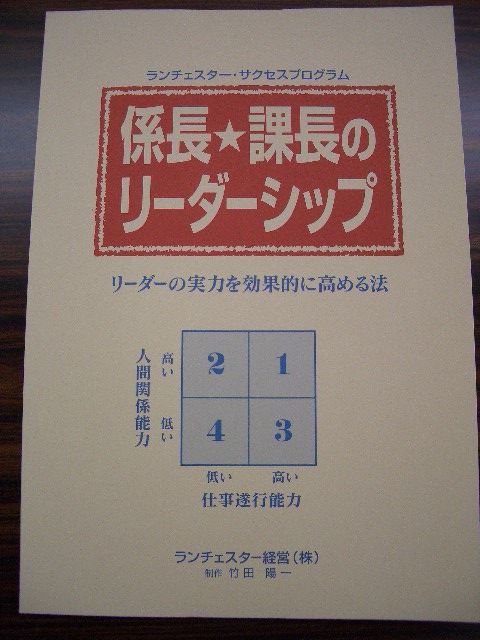 ランチェスター・サクセスプログラム
係長★課長の
リーダーシップ
リーダーの実力を効果的に高める法
人間関係能力
高い
2 1
低い
4 3
低い 高い
仕事遂行能力
ランチェスター経営(株)
制作 竹田 陽一